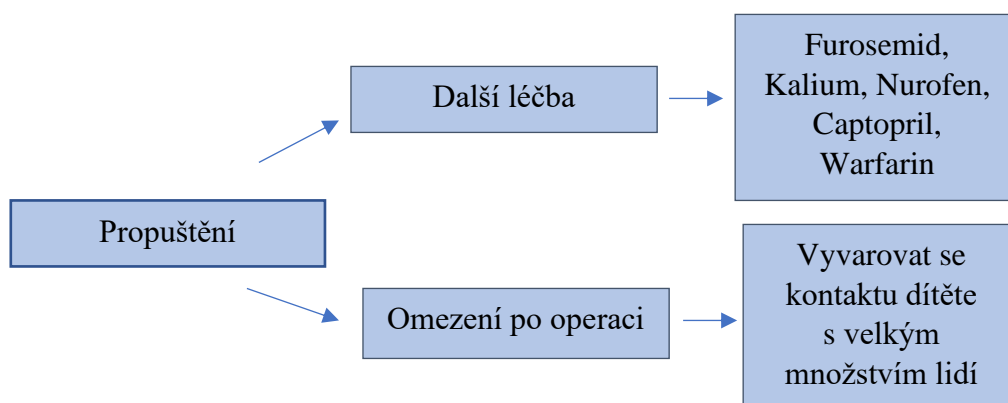 Propuštění
Další léčba
Furosemid,
Kalium, Nurofen,
Captopril,
Warfarin
Omezení po operaci
Vyvarovat se
kontaktu dítěte
s velkým
množstvím lidí